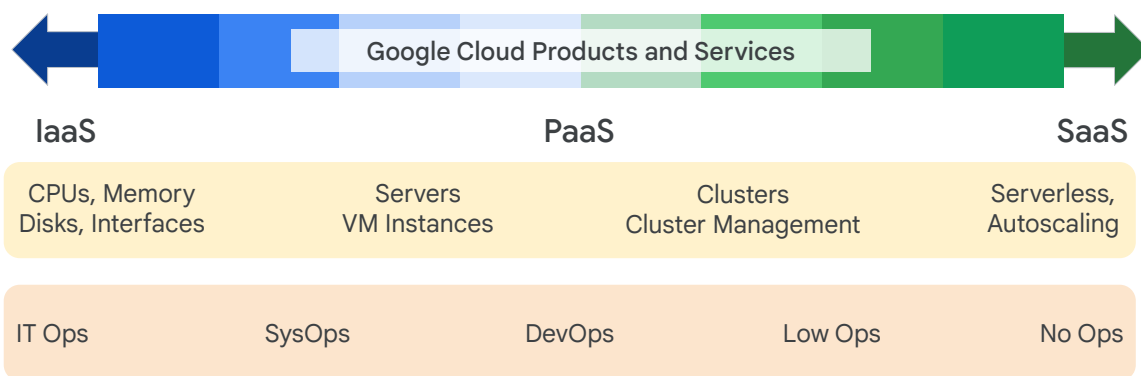 Google Cloud Products and Services
IaaS PaaS SaaS
CPUs, Memory
Disks, Interfaces
Servers
VM Instances
Clusters
Cluster Management
Serverless,
Autoscaling
IT Ops SysOps DevOps Low Ops No Ops